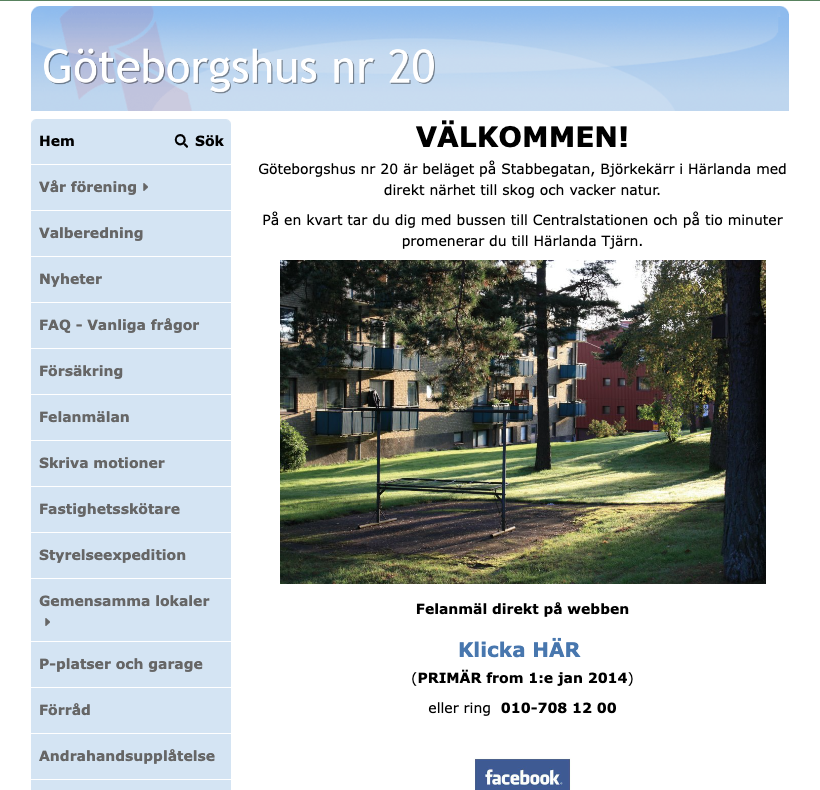 Göteborgshus nr 20
Hem
Sök
Vår förening
Valberedning
Nyheter
FAQ - Vanliga frågor
Försäkring
Felanmälan
Skriva motioner
Fastighetsskötare
Styrelseexpedition
Gemensamma lokaler
P-platser och garage
Förråd
Andrahandsupplåtelse
VÄLKOMMEN!
Göteborgshus nr 20 är beläget på Stabbegatan, Björkekärr i Härlanda med
direkt närhet till skog och vacker natur.
På en kvart tar du dig med bussen till Centralstationen och på tio minuter
promenerar du till Härlanda Tjärn.
Felanmäl direkt på webben
Klicka HÄR
(PRIMÄR from 1:e jan 2014)
eller ring 010-708 12 00
facebook